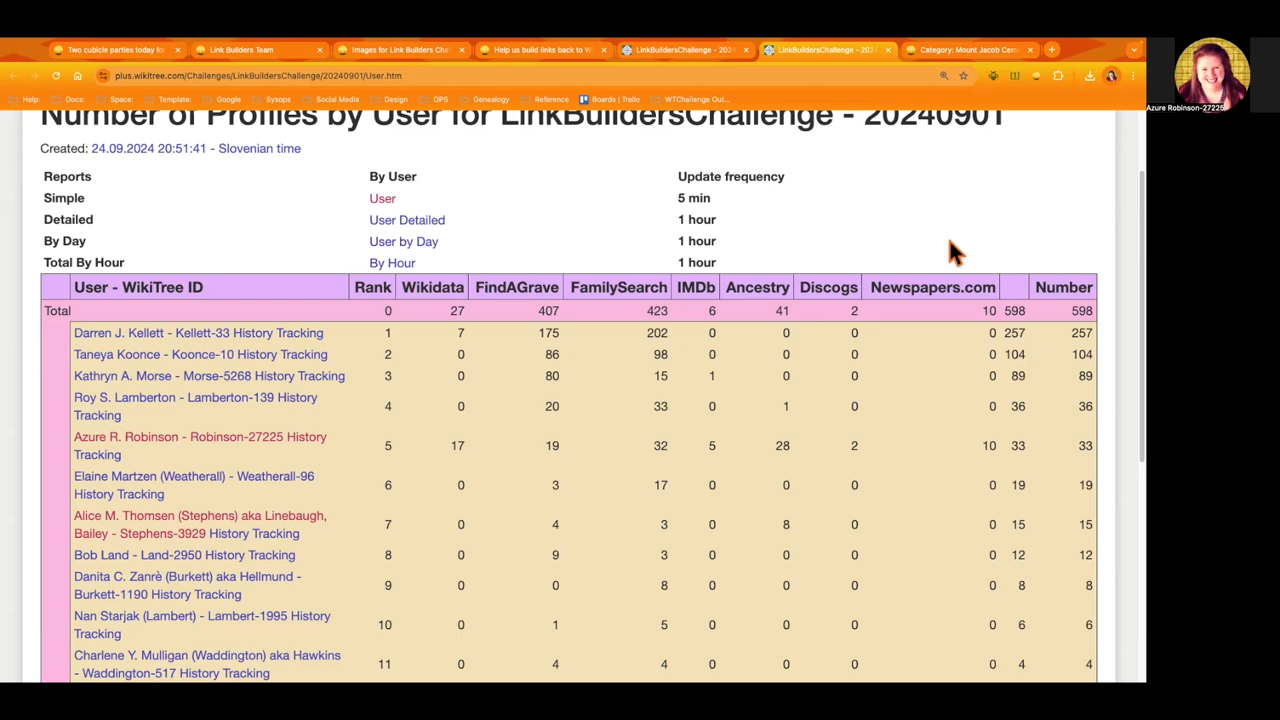 Two cubicle parties today fo
Link Builders Team
Images for Link Builders Cha
Help us build links back to W
LinkBuildersChallenge - 202
LinkBuildersChallenge - 202
Category: Mount Jacob Cem
plus.wikitree.com/Challenges/LinkBuildersChallenge/20240901/User.htm
Help: Doc: Space: Template: Google Sysops Social Media Design OPS Genealogy Reference Boards | Trello WTChallenge Out...
Azure Robinson-27225
Number of Profiles by User for LinkBuildersChallenge - 20240901
Created: 24.09.2024 20:51:41 - Slovenian time
Reports By User Update frequency
Simple User 5 min
Detailed User Detailed 1 hour
By Day User by Day 1 hour
Total By Hour By Hour 1 hour
User - WikiTree ID Rank Wikidata FindAGrave FamilySearch IMDb Ancestry Discogs Newspapers.com Number
Total 0 27 407 423 6 41 2 10 598 598
Darren J. Kellett - Kellett-33 History Tracking 1 7 175 202 0 0 0 0 257 257
Taneya Koonce - Koonce-10 History Tracking 2 0 86 98 0 0 0 0 104 104
Kathryn A. Morse - Morse-5268 History Tracking 3 0 80 15 1 0 0 0 89 89
Roy S. Lamberton - Lamberton-139 History
Tracking 4 0 20 33 0 1 0 0 36 36
Azure R. Robinson - Robinson-27225 History
Tracking 5 17 19 32 5 28 2 10 33 33
Elaine Martzen (Weatherall) - Weatherall-96
History Tracking 6 0 3 17 0 0 0 0 19 19
Alice M. Thomsen (Stephens) aka Linebaugh,
Bailey - Stephens-3929 History Tracking 7 0 4 3 0 8 0 0 15 15
Bob Land - Land-2950 History Tracking 8 0 9 3 0 0 0 0 12 12
Danita C. Zanrè (Burkett) aka Hellmund -
Burkett-1190 History Tracking 9 0 0 8 0 0 0 0 8 8
Nan Starjak (Lambert) - Lambert-1995 History
Tracking 10 0 1 5 0 0 0 0 6 6
Charlene Y. Mulligan (Waddington) aka Hawkins
- Waddington-517 History Tracking 11 0 4 4 0 0 0 0 4 4